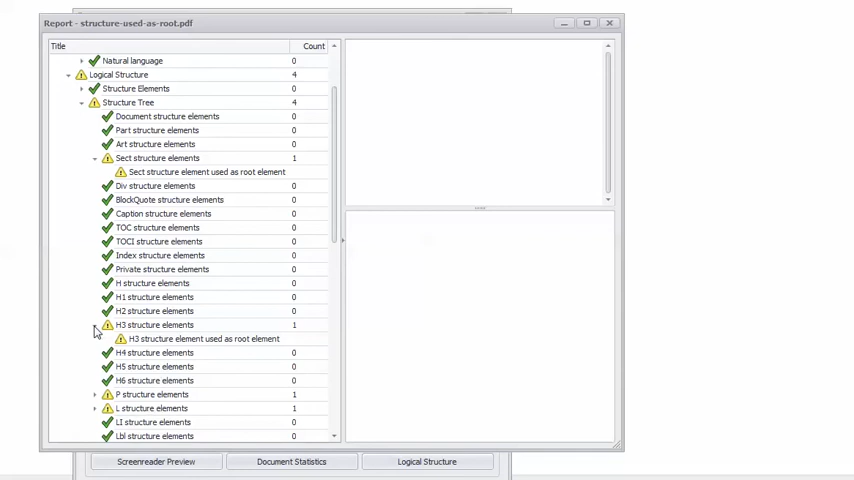 Report - structure-used-as-root.pdf
Title Count
Natural language 0
Logical Structure 4
Structure Elements 0
Structure Tree 4
Document structure elements 0
Part structure elements 0
Art structure elements 0
Sect structure elements 1
Sect structure element used as root element
Div structure elements 0
BlockQuote structure elements 0
Caption structure elements 0
TOC structure elements 0
TOCI structure elements 0
Index structure elements 0
Private structure elements 0
H structure elements 0
H1 structure elements 0
H2 structure elements 0
H3 structure elements 1
H3 structure element used as root element
H4 structure elements 0
H5 structure elements 0
H6 structure elements 0
P structure elements 1
L structure elements 1
LI structure elements 0
Lbl structure elements 0
Screenreader Preview Document Statistics Logical Structure